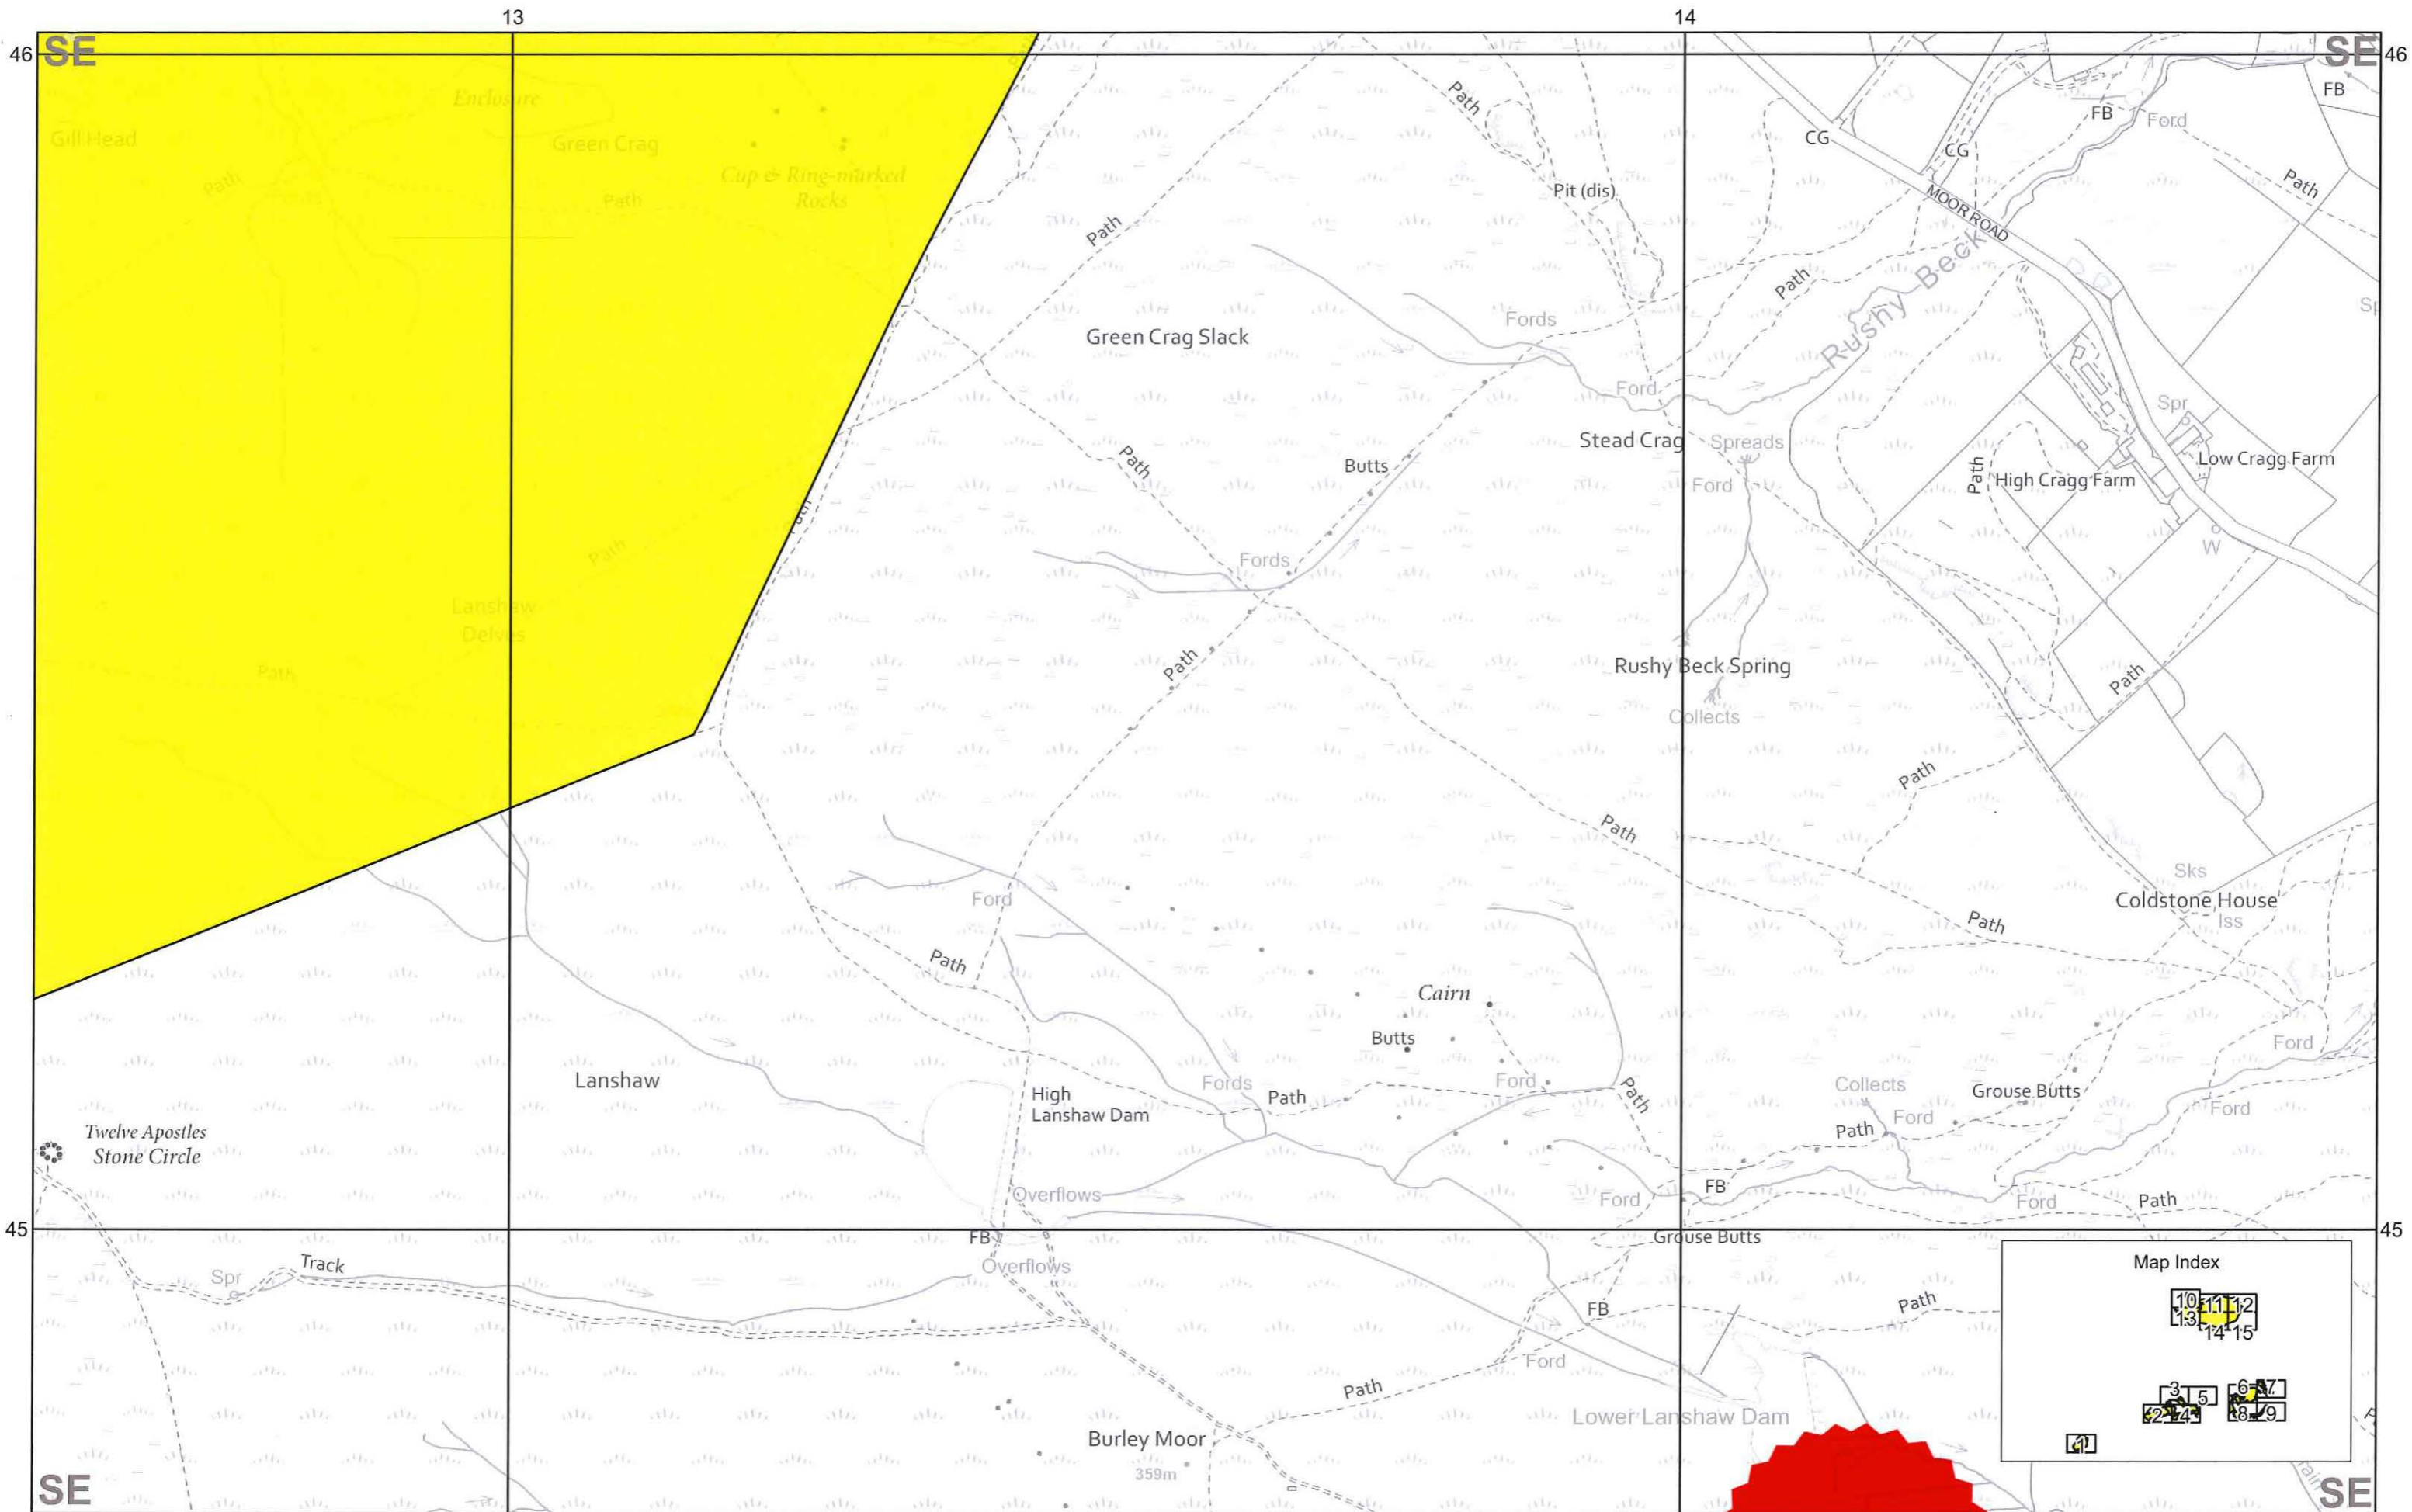 13
14
46
SE
SE
46
Enclosure
Gill Head
Green Crag
Cup & Ring-marked
Rocks
Path
Path
Path
Path
Path
Pit (dis)
CG
CG
FB
FB
Ford
Path
MOOR ROAD
Rushy Beck
Path
Green Crag Slack
Fords
Ford
Stead Crag
Spreads
Ford
Spr
Low Cragg Farm
High Cragg Farm
Path
W
Butts
Path
Fords
Path
Lanshaw
Delves
Path
Path
Rushy Beck Spring
Collects
Path
Path
Path
Path
Sks
Coldstone House
Iss
Ford
Path
Cairn
Butts
Lanshaw
High
Lanshaw Dam
Fords
Path
Ford
Path
Collects
Ford
Grouse Butts
Ford
Ford
Path
Twelve Apostles
Stone Circle
Overflows
Ford
FB
Ford
Path
45
45
FB
Overflows
Grouse Butts
Track
Spr
FB
Path
Ford
Path
Lower Lanshaw Dam
Burley Moor
359m
Map Index
10
11
12
13
14
15
3
5
6
7
2
4
8
9
1
SE
SE